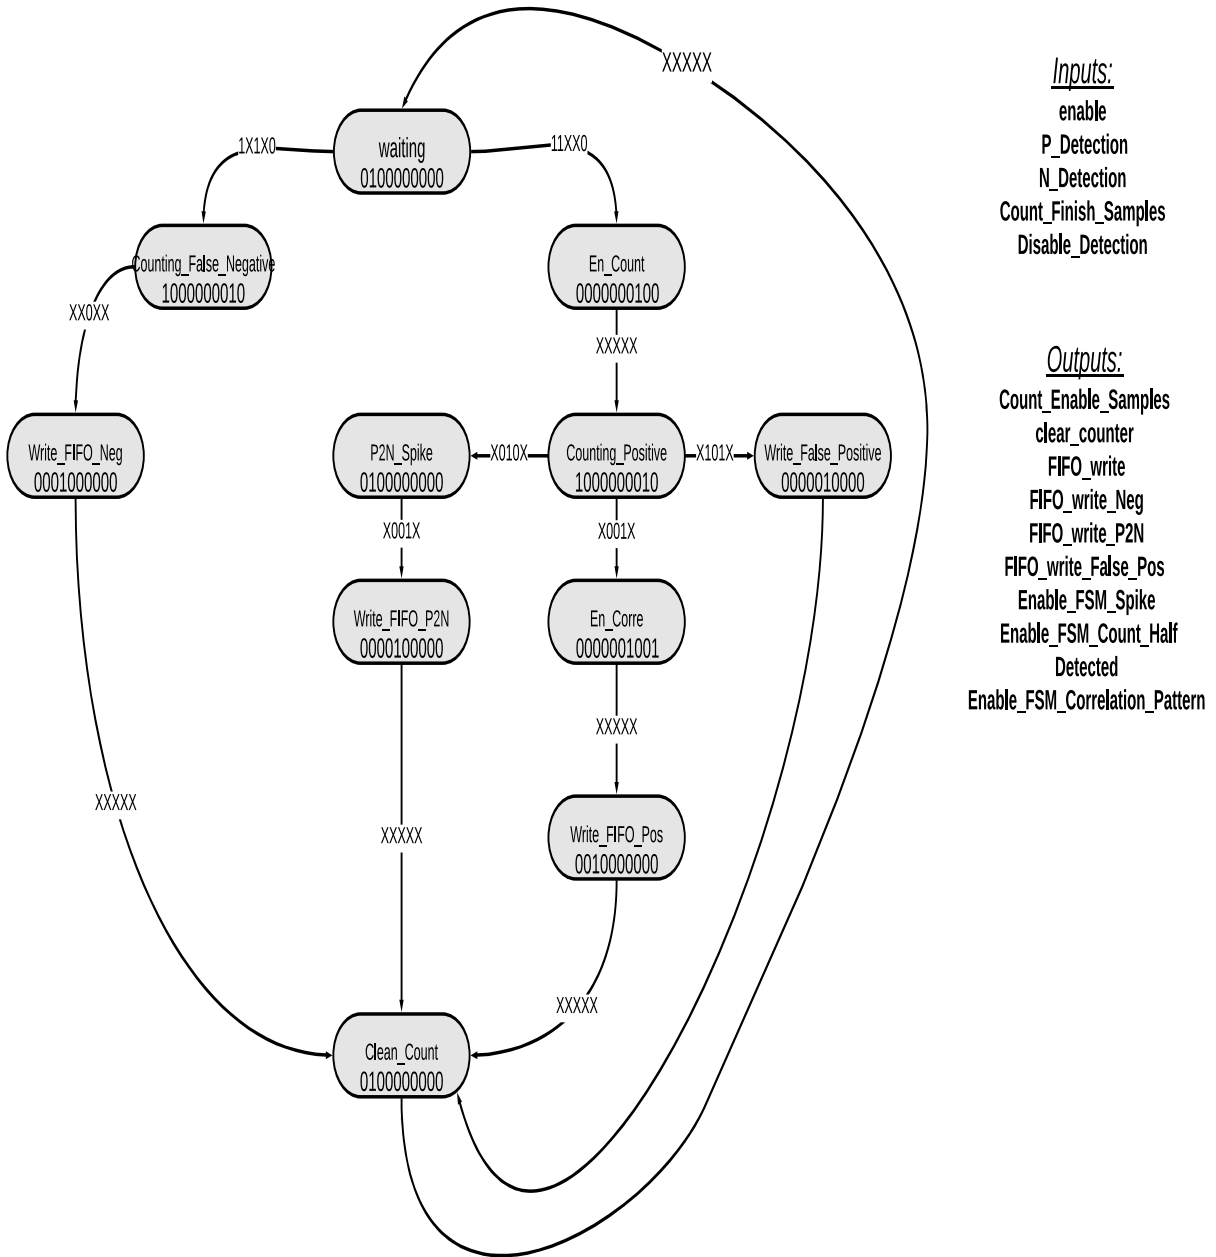 XXXXX
Inputs:
enable
P_Detection
N_Detection
Count_Finish_Samples
Disable_Detection
1X1X0
waiting
0100000000
11XX0
Counting_False_Negative
1000000010
En_Count
0000000100
XX0XX
XXXXX
Outputs:
Count_Enable_Samples
clear_counter
FIFO_write
FIFO_write_Neg
FIFO_write_P2N
FIFO_write_False_Pos
Enable_FSM_Spike
Enable_FSM_Count_Half
Detected
Enable_FSM_Correlation_Pattern
Write_FIFO_Neg
0001000000
P2N_Spike
0100000000
X010X
Counting_Positive
1000000010
X101X
Write_False_Positive
0000010000
X001X
X001X
Write_FIFO_P2N
0000100000
En_Corre
0000001001
XXXXX
XXXXX
XXXXX
Write_FIFO_Pos
0010000000
XXXXX
Clean_Count
0100000000